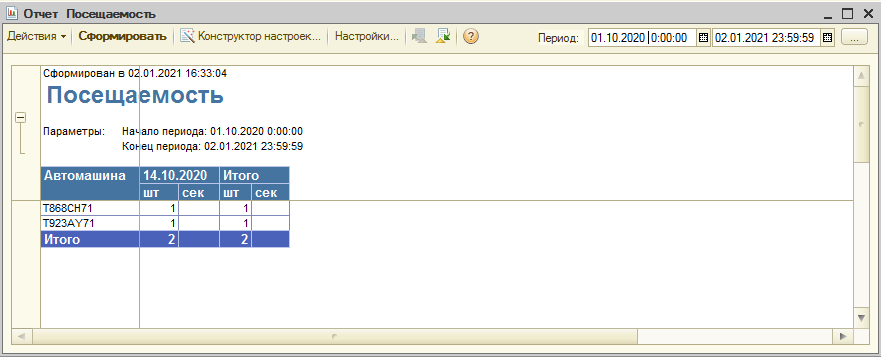 Отчет Посещаемость
Действия Сформировать Конструктор настроек... Настройки... Период: 01.10.2020 0:00:00 02.01.2021 23:59:59 ...
Сформирован в 02.01.2021 16:33:04
Посещаемость
Параметры: Начало периода: 01.10.2020 0:00:00
Конец периода: 02.01.2021 23:59:59
Автомашина 14.10.2020 Итого
шт сек шт сек
Т868СН71 1 1
Т923АУ71 1 1
Итого 2 2